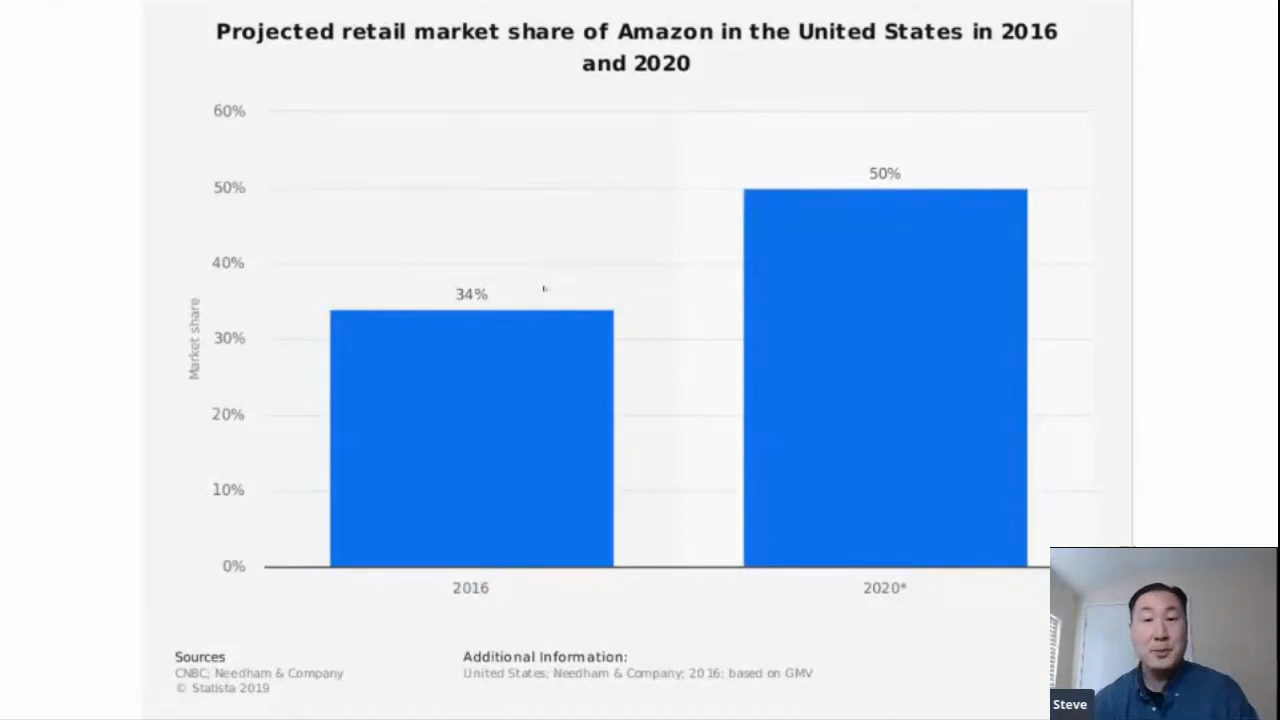 Projected retail market share of Amazon in the United States in 2016
and 2020
60%
50%
50%
40%
34%
Market share
30%
20%
10%
0%
2016
2020*
Sources
CNBC; Needham & Company
© Statista 2019
Additional Information:
United States; Needham & Company; 2016; based on GMV
Steve